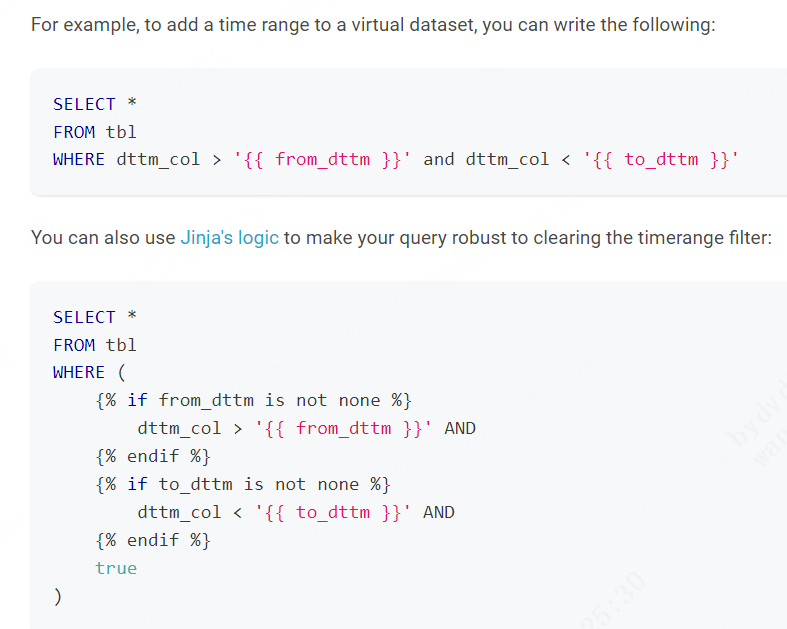 For example, to add a time range to a virtual dataset, you can write the following:
SELECT *
FROM tbl
WHERE dttm_col > '{{ from_dttm }}' and dttm_col < '{{ to_dttm }}'
You can also use Jinja's logic to make your query robust to clearing the timerange filter:
SELECT *
FROM tbl
WHERE (
    {% if from_dttm is not none %}
        dttm_col > '{{ from_dttm }}' AND
    {% endif %}
    {% if to_dttm is not none %}
        dttm_col < '{{ to_dttm }}' AND
    {% endif %}
    true
)